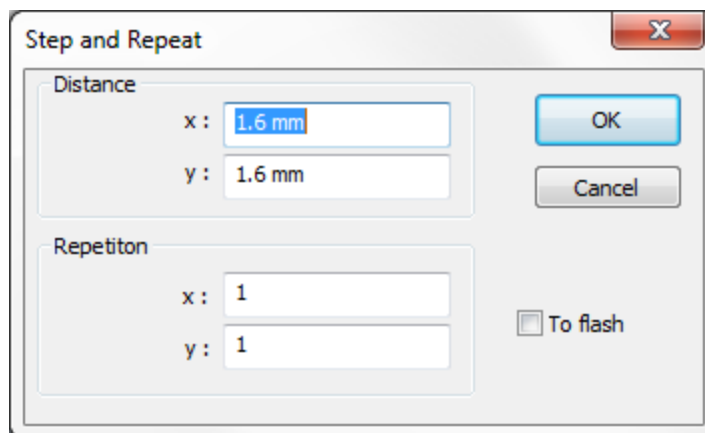 Step and Repeat
Distance
x : 1.6 mm
OK
y : 1.6 mm
Cancel
Repetiton
x : 1
To flash
y : 1